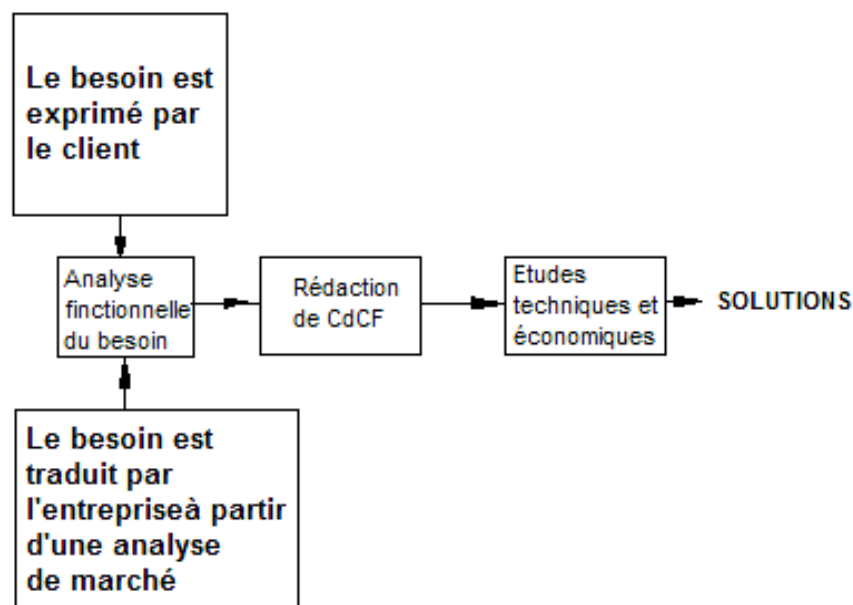 Le besoin est
exprimé par
le client
Analyse
finctionnelle
du besoin
Rédaction
de CdCF
Etudes
techniques et
économiques
SOLUTIONS
Le besoin est
traduit par
l'entrepriseà partir
d'une analyse
de marché